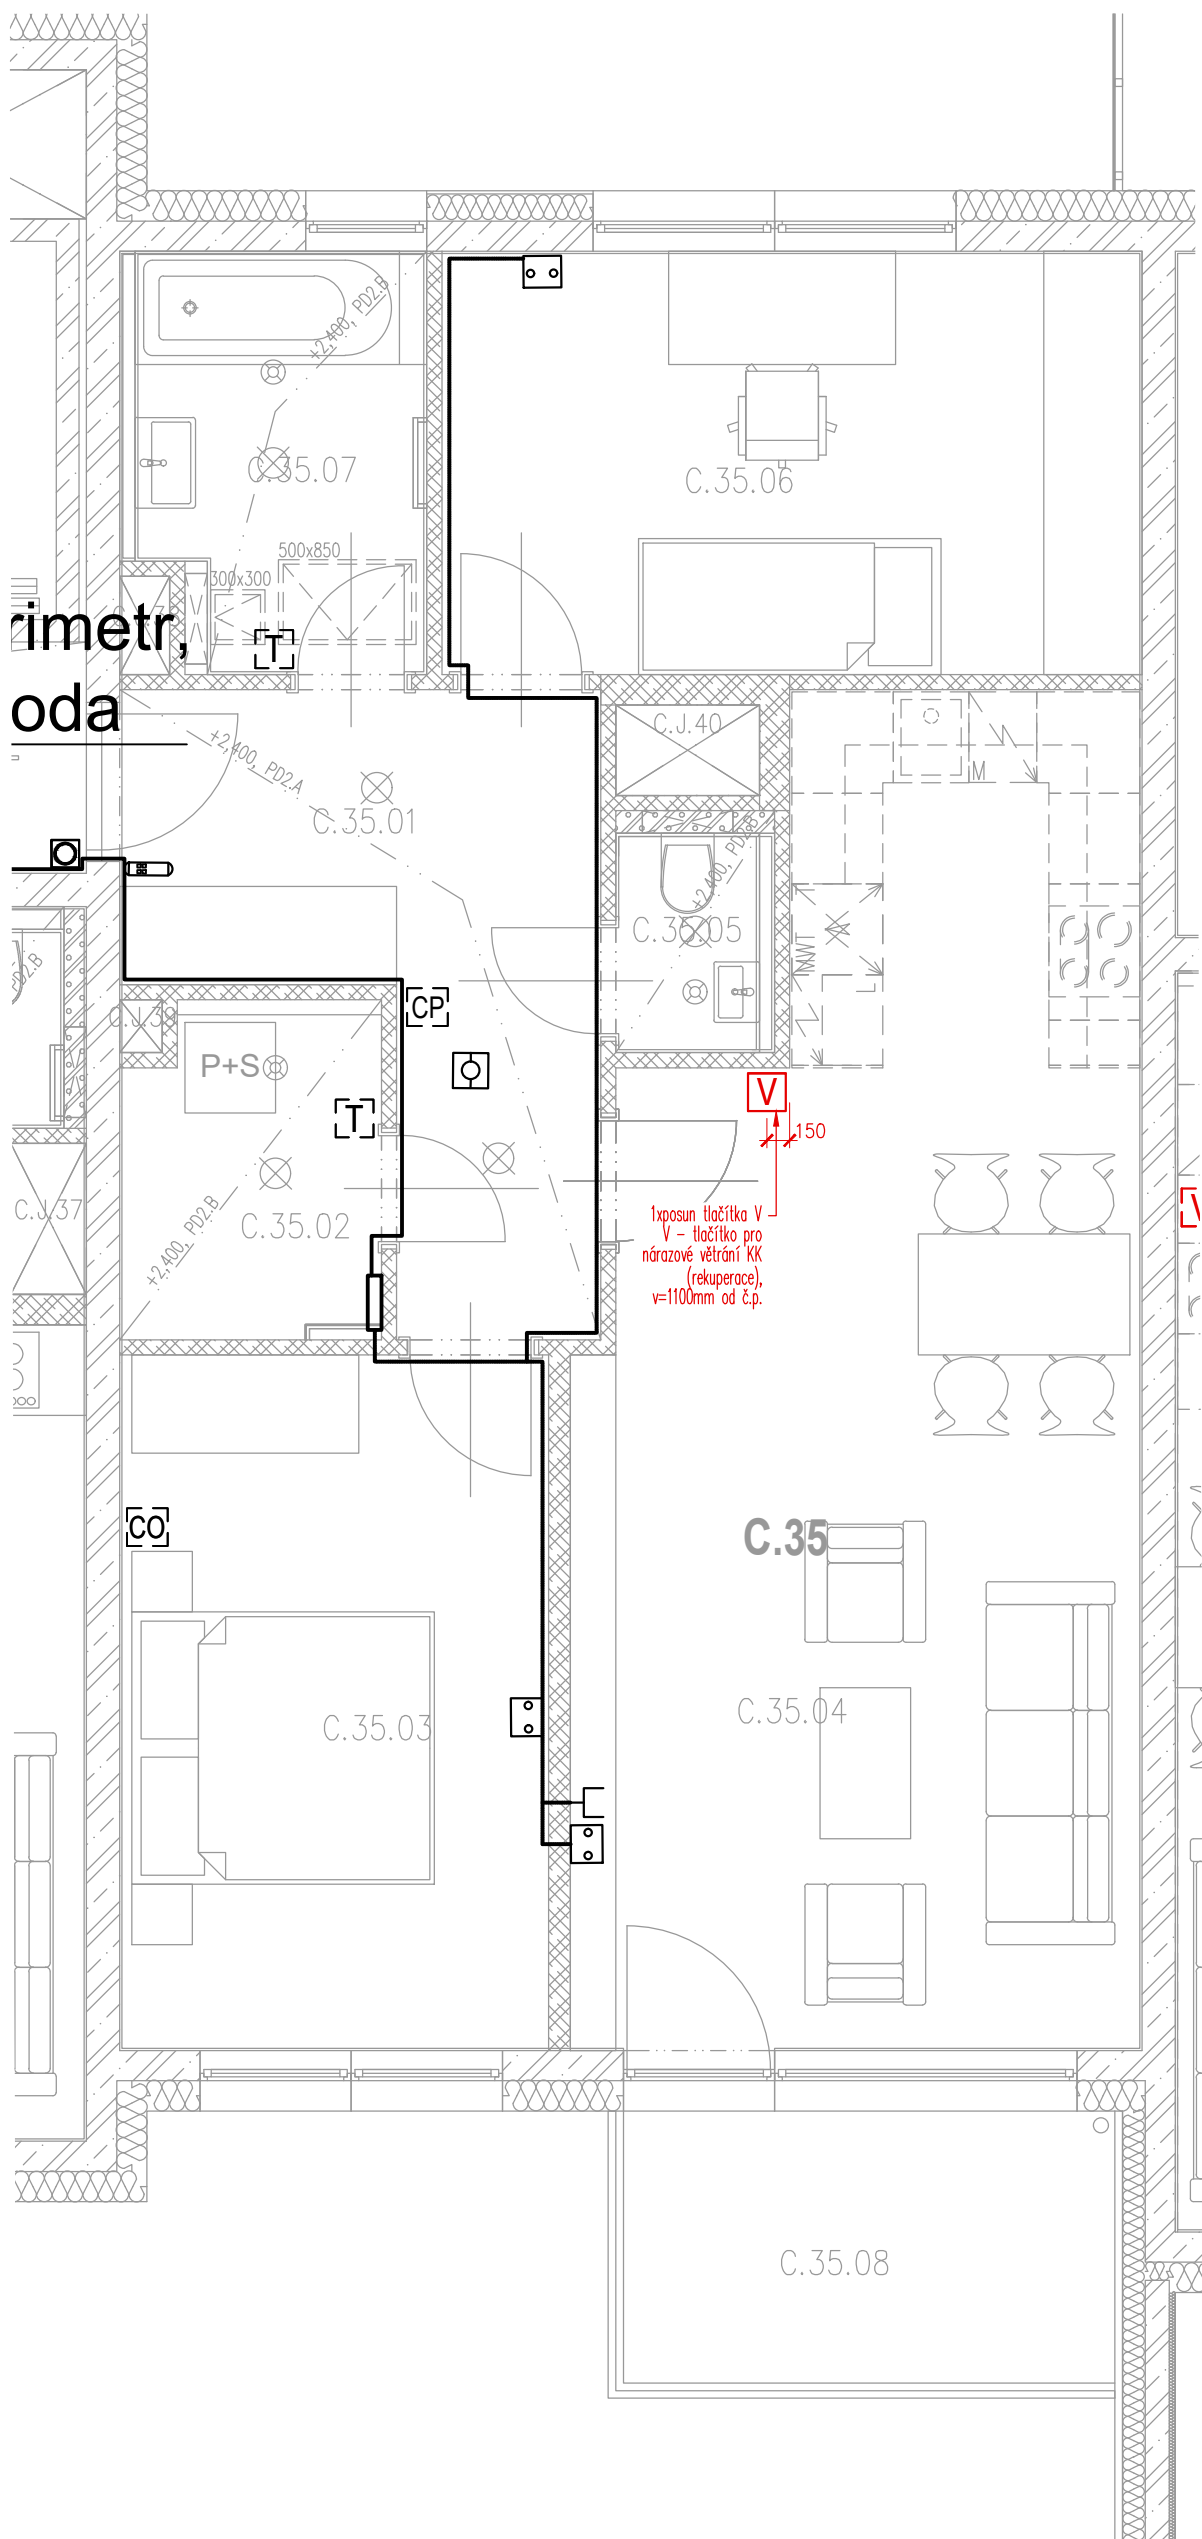 +2,400, PD2.B
C.35.07
C.35.06
500x850
300x300
rimetr,
T
oda
C.J.40
+2,400, PD2.A
M
C.35.01
+2,400, PD2.B
C.35.05
MWT
PD2.B
CP
P+S
V
T
150
C.J.37
C.35.02
+2,400, PD2.B
1xposun tlačítka V
V - tlačítko pro
nárazové větrání KK
(rekuperace),
v=1100mm od č.p.
CO
C.35
C.35.03
C.35.04
C.35.08